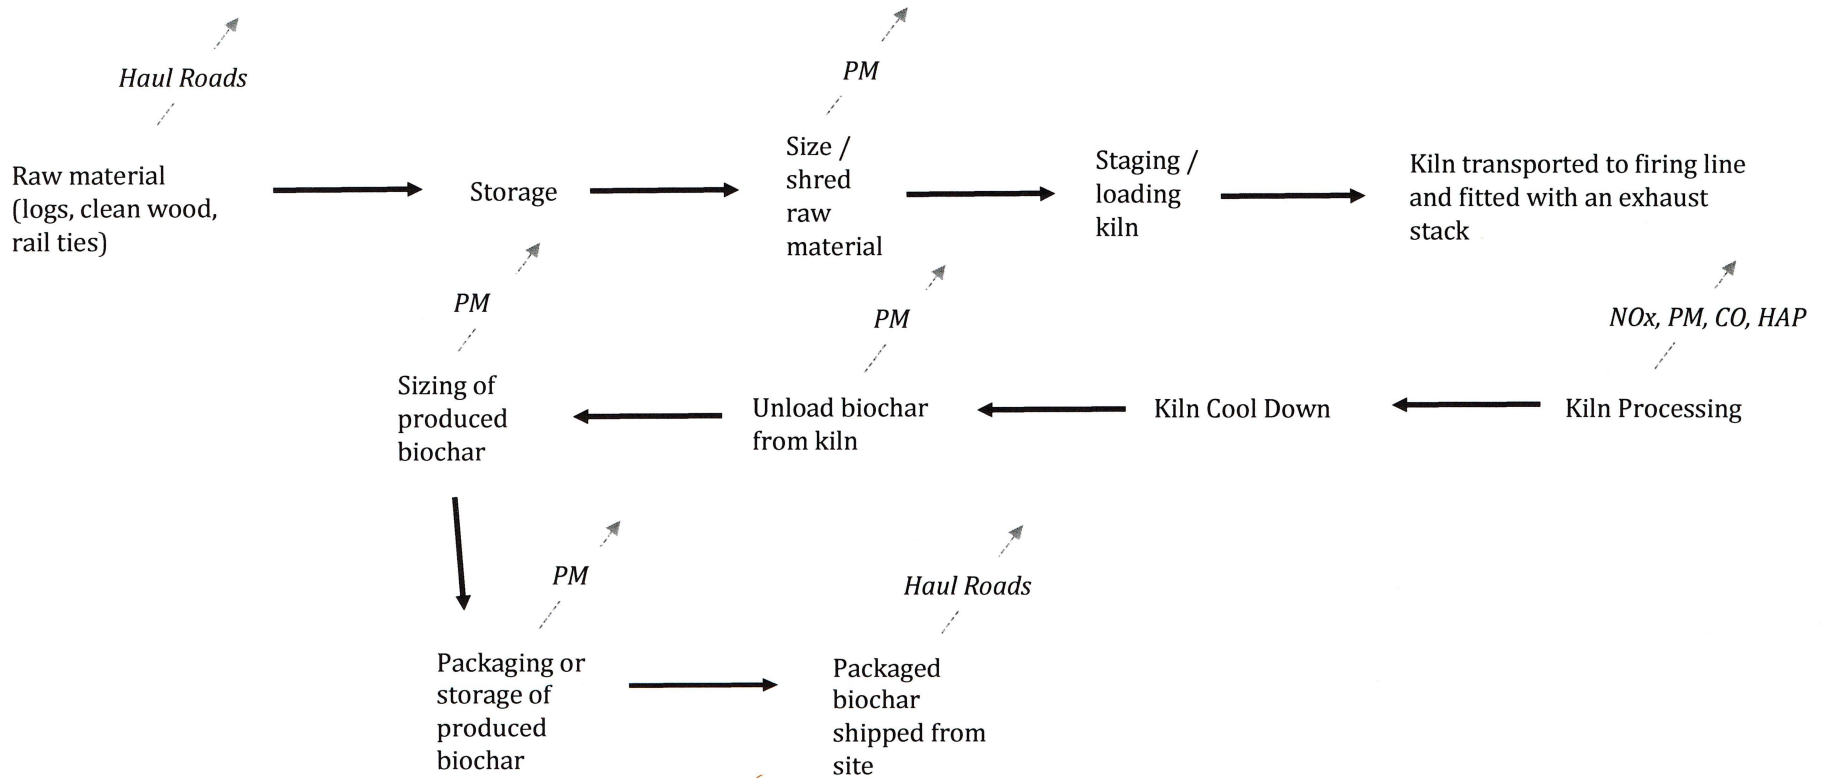 Haul Roads
PM
Raw material
(logs, clean wood,
rail ties)
Storage
Size /
shred
raw
material
Staging /
loading
kiln
Kiln transported to firing line
and fitted with an exhaust
stack
PM
PM
NOx, PM, CO, HAP
Sizing of
produced
biochar
Unload biochar
from kiln
Kiln Cool Down
Kiln Processing
PM
Haul Roads
Packaging or
storage of
produced
biochar
Packaged
biochar
shipped from
site